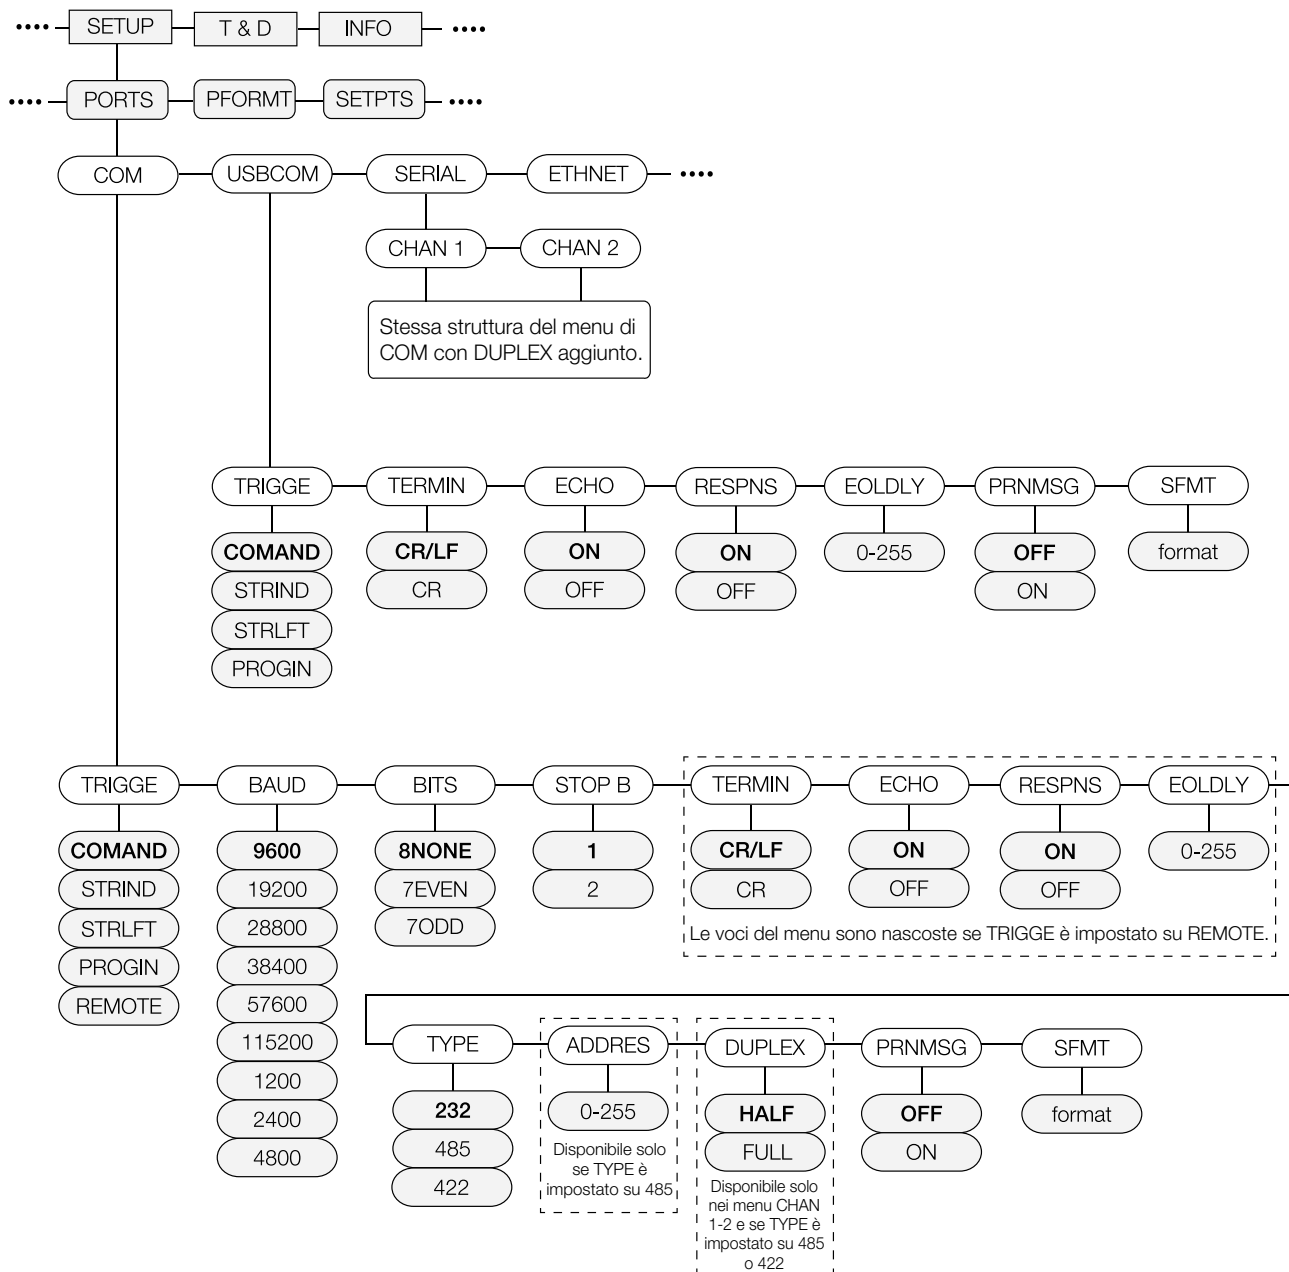 •••• SETUP T & D INFO ••••
•••• PORTS PFORMT SETPTS ••••
COM USBCOM SERIAL ETHNET ••••
CHAN 1 CHAN 2
Stessa struttura del menu di
COM con DUPLEX aggiunto.
TRIGGE TERMIN ECHO RESPNS EOLDLY PRNMSG SFMT
COMAND CR/LF ON ON 0-255 OFF format
STRIND CR OFF OFF ON
STRLFT
PROGIN
TRIGGE BAUD BITS STOP B TERMIN ECHO RESPNS EOLDLY
COMAND 9600 8NONE 1 CR/LF ON ON 0-255
STRIND 19200 7EVEN 2 CR OFF OFF
STRLFT 28800 7ODD
Le voci del menu sono nascoste se TRIGGE è impostato su REMOTE.
PROGIN 38400
REMOTE 57600
115200
TYPE ADDRES DUPLEX PRNMSG SFMT
1200
232 0-255 HALF OFF format
2400
485 FULL ON
4800
422
Disponibile solo
se TYPE è
impostato su 485
Disponibile solo
nei menu CHAN
1-2 e se TYPE è
impostato su 485
o 422